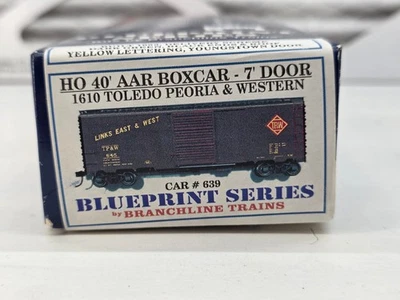 YELLOW LETTERING, YOUNGSTOWN DOOR
HO 40' AAR BOXCAR - 7' DOOR
1610 TOLEDO PEORIA & WESTERN
LINKS EAST & WEST
TP&W
TP&W
CAR # 639
BLUEPRINT SERIES
by BRANCHLINE TRAINS